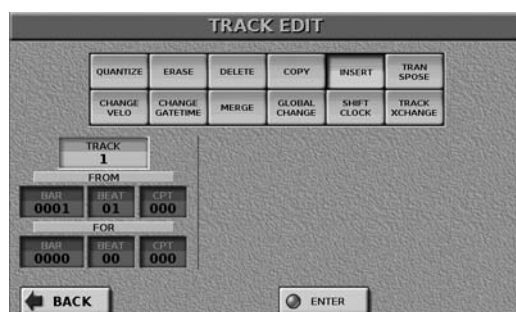 TRACK EDIT
QUANTIZE ERASE DELETE COPY INSERT TRAN
SPOSE
CHANGE
VELO CHANGE
GATETIME MERGE GLOBAL
CHANGE SHIFT
CLOCK TRACK
XCHANGE
TRACK
1
FROM
BAR BEAT CPT
0001 01 000
FOR
BAR BEAT CPT
0000 00 000
BACK ENTER